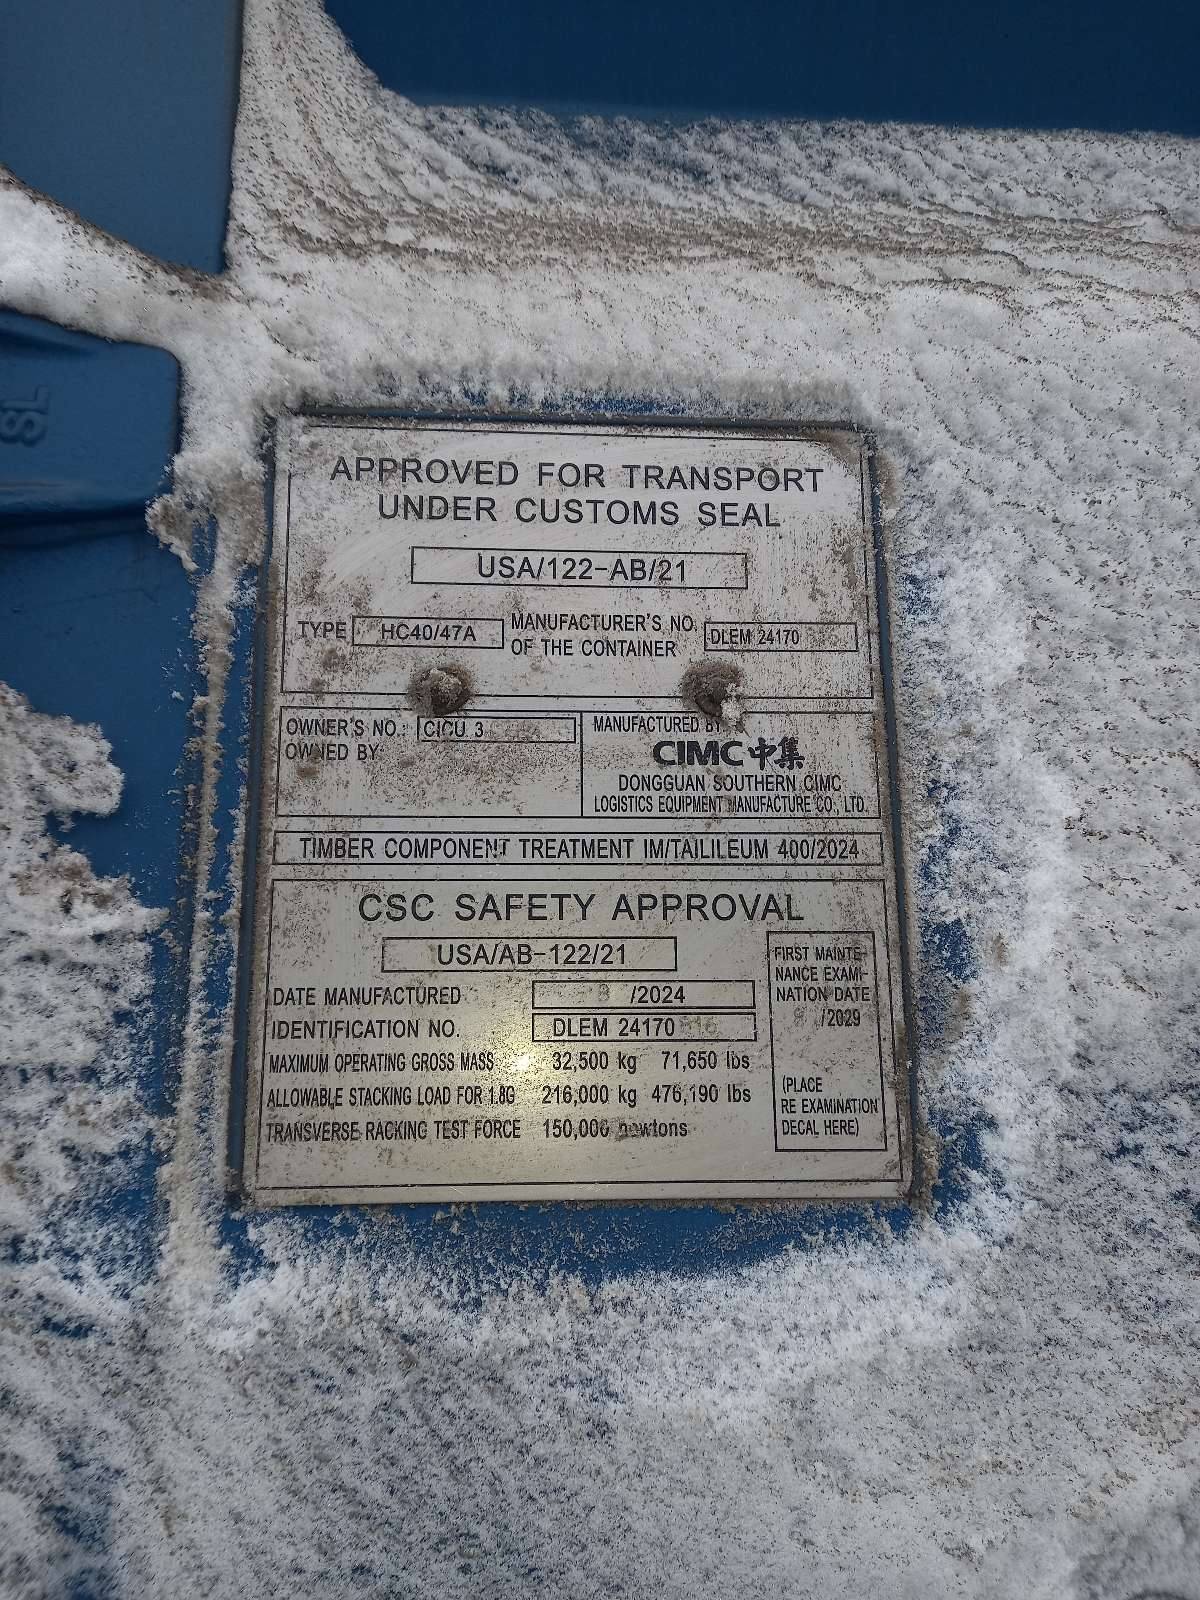 SL
APPROVED FOR TRANSPORT
UNDER CUSTOMS SEAL
USA/122-AB/21
TYPE HC40/47A MANUFACTURER'S NO.
OF THE CONTAINER DLEM 24170
OWNER'S NO.: CICU 3
OWNED BY:
MANUFACTURED BY
CIMC 中集
DONGGUAN SOUTHERN CIMC
LOGISTICS EQUIPMENT MANUFACTURE CO., LTD.
TIMBER COMPONENT TREATMENT IM/TAILILEUM 400/2024
CSC SAFETY APPROVAL
USA/AB-122/21
DATE MANUFACTURED 8 /2024
IDENTIFICATION NO. DLEM 24170
MAXIMUM OPERATING GROSS MASS 32,500 kg 71,650 lbs
ALLOWABLE STACKING LOAD FOR 1.8G 216,000 kg 476,190 lbs
TRANSVERSE RACKING TEST FORCE 150,000 newtons
FIRST MAINTE-
NANCE EXAMI-
NATION DATE
8 /2029
(PLACE
RE EXAMINATION
DECAL HERE)